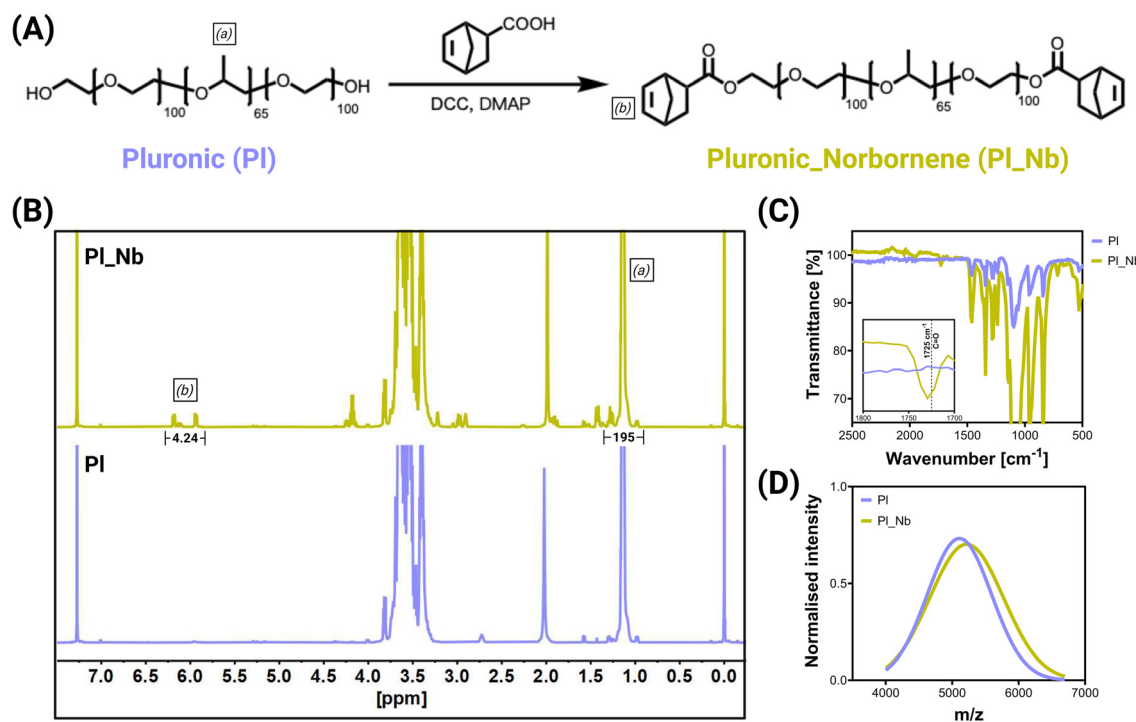 (A)
(a)
COOH
HO
O
100
O
65
O
OH
100
DCC, DMAP
O
O
O
100
O
65
O
100
O
O
(b)
Pluronic (Pl)
Pluronic_Norbornene (Pl_Nb)
(B)
Pl_Nb
(a)
(b)
4.24
195
Pl
7.0 6.5 6.0 5.5 5.0 4.5 4.0 3.5 3.0 2.5 2.0 1.5 1.0 0.5 0.0
[ppm]
(C)
Pl
Pl_Nb
Transmittance [%]
100
90
80
70
1725 cm-1
C=O
1800 1750 1700
2500 2000 1500 1000 500
Wavenumber [cm-1]
(D)
Pl
Pl_Nb
Normalised intensity
1.0
0.5
0.0
4000 5000 6000 7000
m/z